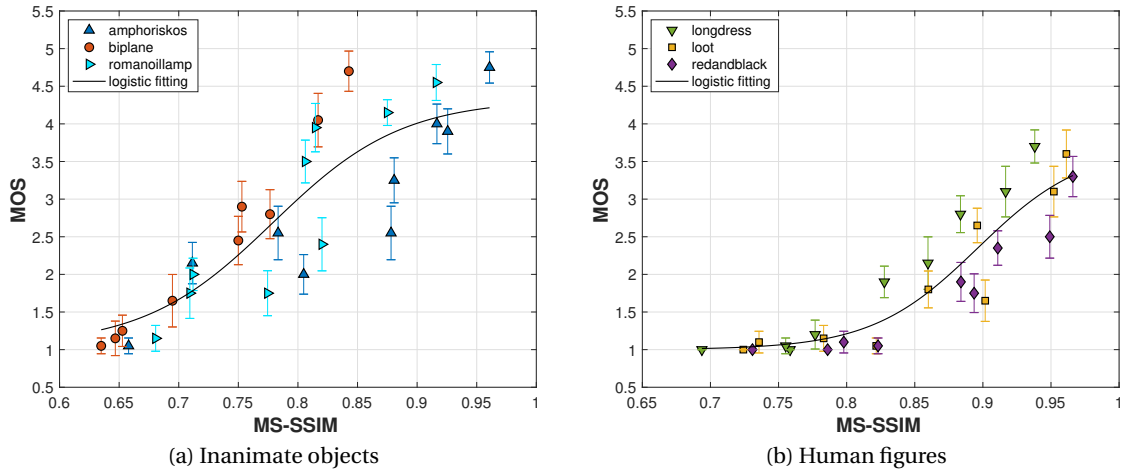 5.5
5
4.5
4
3.5
3
2.5
2
1.5
1
0.5
MOS
amphoriskos
biplane
romanoillamp
logistic fitting
0.6 0.65 0.7 0.75 0.8 0.85 0.9 0.95 1
MS-SSIM
(a) Inanimate objects
5.5
5
4.5
4
3.5
3
2.5
2
1.5
1
0.5
MOS
longdress
loot
redandblack
logistic fitting
0.65 0.7 0.75 0.8 0.85 0.9 0.95 1
MS-SSIM
(b) Human figures